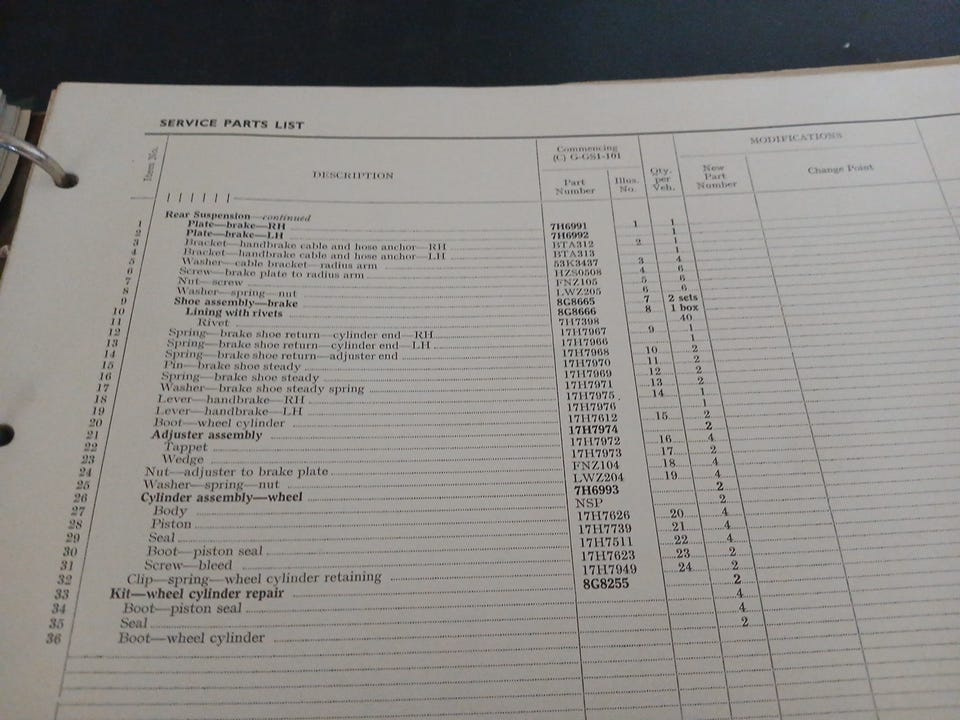 SERVICE PARTS LIST
Item No.
DESCRIPTION
Commencing
(C) G-GS1-101
Part
Number
Illus.
No.
Qty.
per
Veh.
MODIFICATIONS
New
Part
Number
Change Point
Rear Suspension—continued
1 Plate—brake—RH 7H6991 1 1
2 Plate—brake—LH 7H6992 1
3 Bracket—handbrake cable and hose anchor—RH BTA312 2 1
4 Bracket—handbrake cable and hose anchor—LH BTA313 1
5 Washer—cable bracket—radius arm 53K3437 3 4
6 Screw—brake plate to radius arm HZS0508 4 6
7 Nut—screw FNZ105 5 6
8 Washer—spring—nut LWZ205 6 6
9 Shoe assembly—brake 8G8665 7 2 sets
10 Lining with rivets 8G8666 8 1 box
11 Rivet 7H7398 40
12 Spring—brake shoe return—cylinder end—RH 17H7967 9 1
13 Spring—brake shoe return—cylinder end—LH 17H7966 1
14 Spring—brake shoe return—adjuster end 17H7968 10 2
15 Pin—brake shoe steady 17H7970 11 2
16 Spring—brake shoe steady 17H7969 12 2
17 Washer—brake shoe steady spring 17H7971 13 2
18 Lever—handbrake—RH 17H7975 14 1
19 Lever—handbrake—LH 17H7976 1
20 Boot—wheel cylinder 17H7612 15 2
21 Adjuster assembly 17H7974 2
22 Tappet 17H7972 16 4
23 Wedge 17H7973 17 2
24 Nut—adjuster to brake plate FNZ104 18 4
25 Washer—spring—nut LWZ204 19 4
26 Cylinder assembly—wheel 7H6993 2
27 Body NSP 2
28 Piston 17H7626 20 4
29 Seal 17H7739 21 4
30 Boot—piston seal 17H7511 22 4
31 Screw—bleed 17H7623 23 2
32 Clip—spring—wheel cylinder retaining 17H7949 24 2
33 Kit—wheel cylinder repair 8G8255 2
34 Boot—piston seal 4
35 Seal 4
36 Boot—wheel cylinder 2